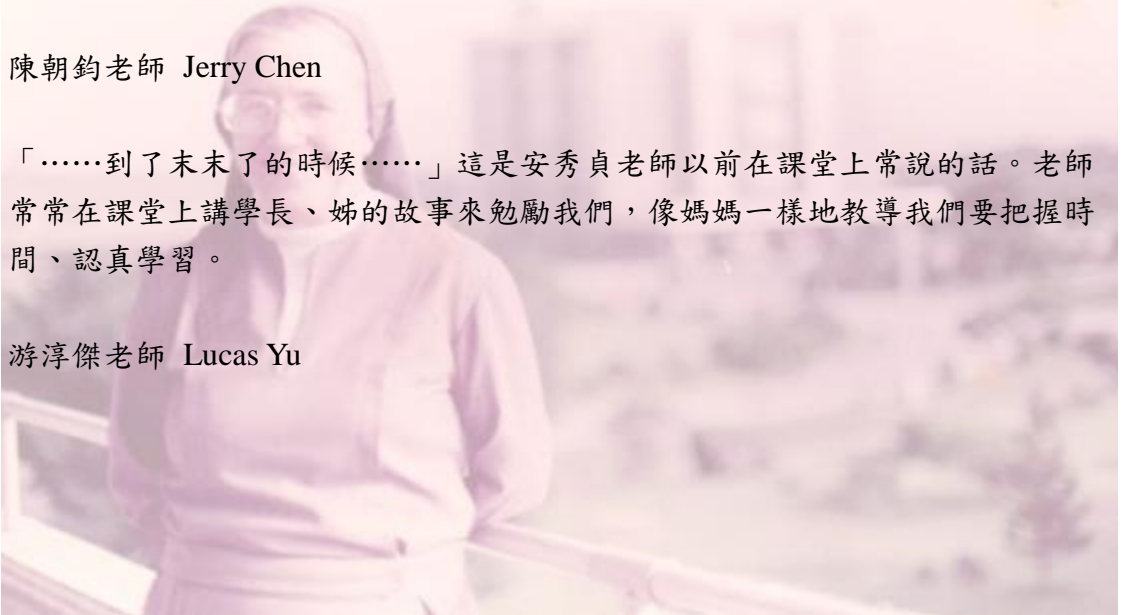 陳朝鈞老師 Jerry Chen
「……到了末末了的時候……」這是安秀貞老師以前在課堂上常說的話。老師
常常在課堂上講學長、姊的故事來勉勵我們，像媽媽一樣地教導我們要把握時
間、認真學習。
游淳傑老師 Lucas Yu